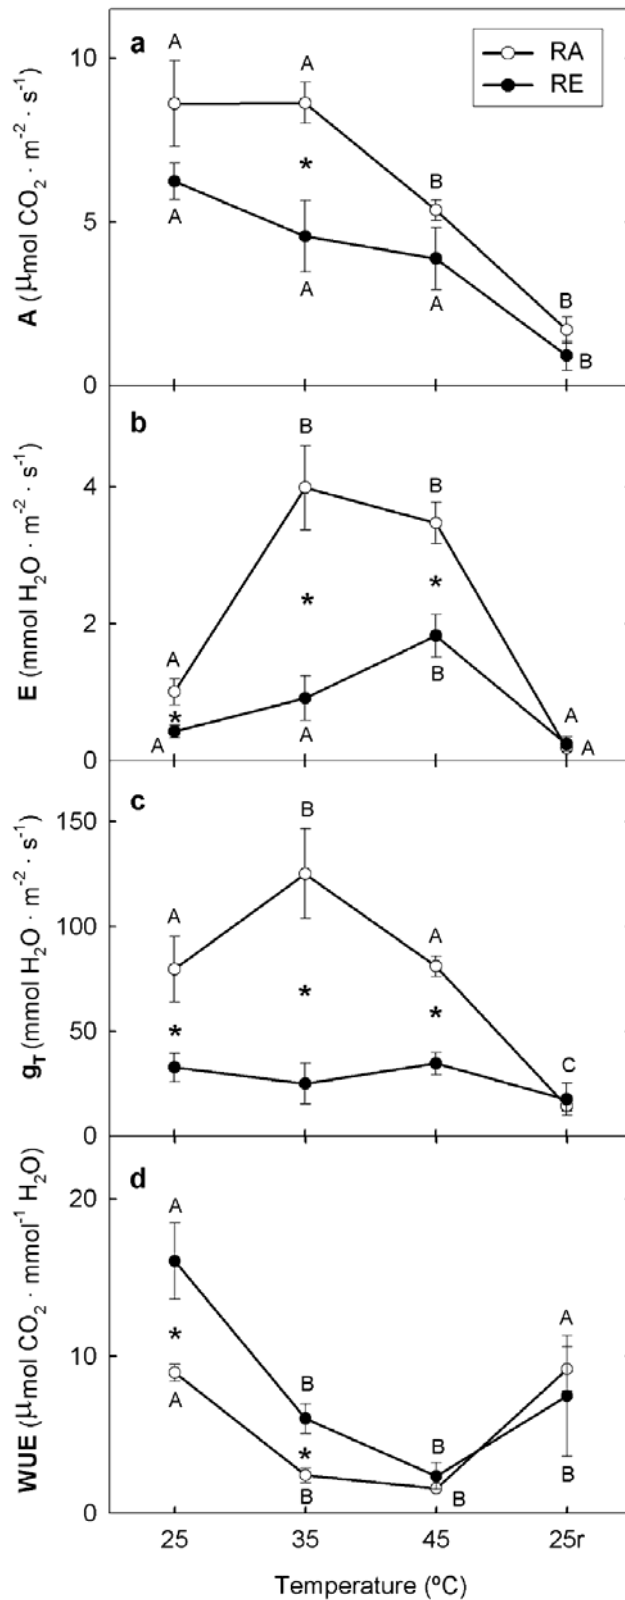 a
A
A
B
B
A
A
A
B
*
RA
RE
10
5
0
A (μmol CO₂ · m⁻² · s⁻¹)
b
B
B
A
A
*
*
*
A
A
B
A
4
2
0
E (mmol H₂O · m⁻² · s⁻¹)
c
B
A
A
C
*
*
*
150
100
50
0
g_T (mmol H₂O · m⁻² · s⁻¹)
d
A
B
B
A
*
*
A
B
B
B
20
10
0
WUE (μmol CO₂ · mmol⁻¹ H₂O)
25 35 45 25r
Temperature (ºC)